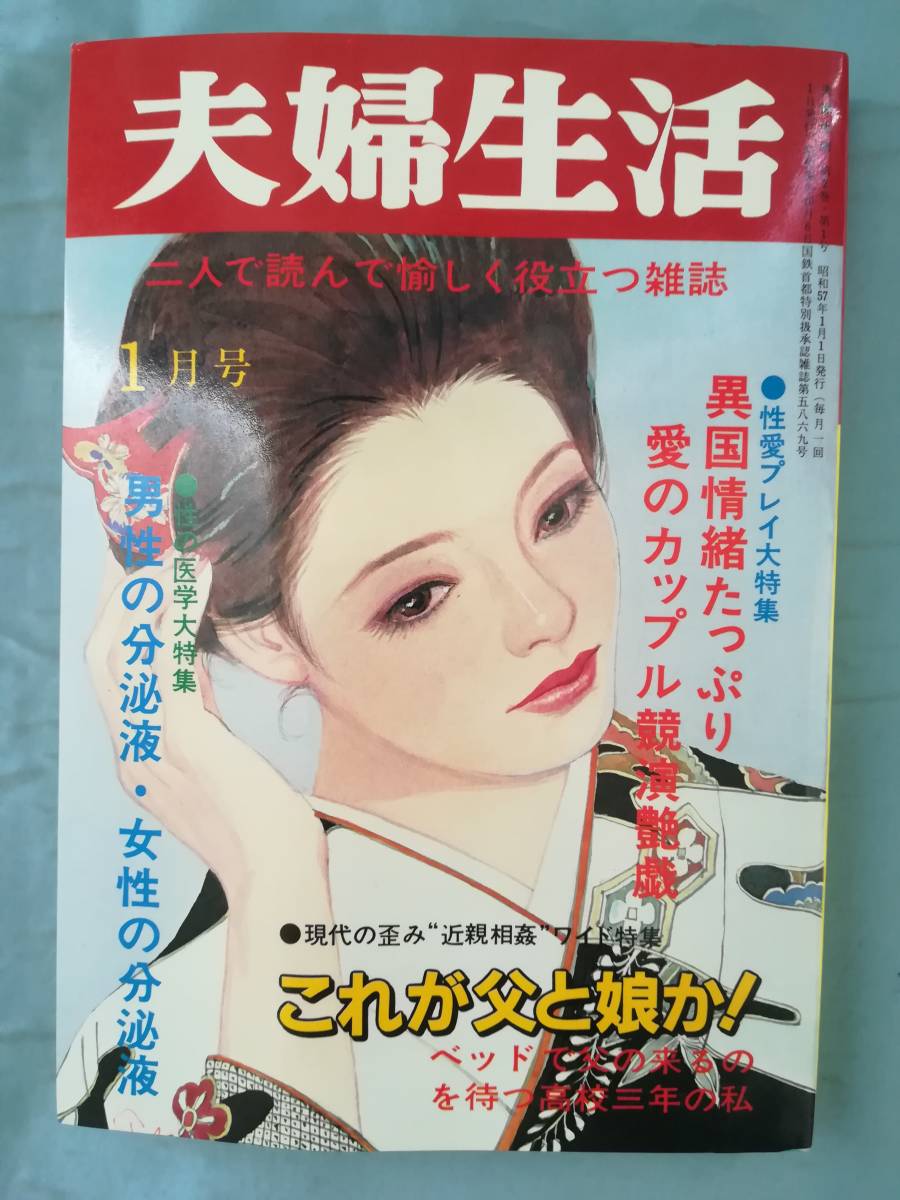 夫婦生活
二人で読んで愉しく役立つ雑誌
1月号
昭和57年1月1日発行(毎月一回
国鉄首都特別扱承認雑誌第五八六九号
●性愛プレイ大特集
異国情緒たっぷり
愛のカップル競演艶戯
●性の医学大特集
男性の分泌液・女性の分泌液
●現代の歪み“近親相姦”ワイド特集
これが父と娘か!
ベッドで父の来るの
を待つ高校三年の私